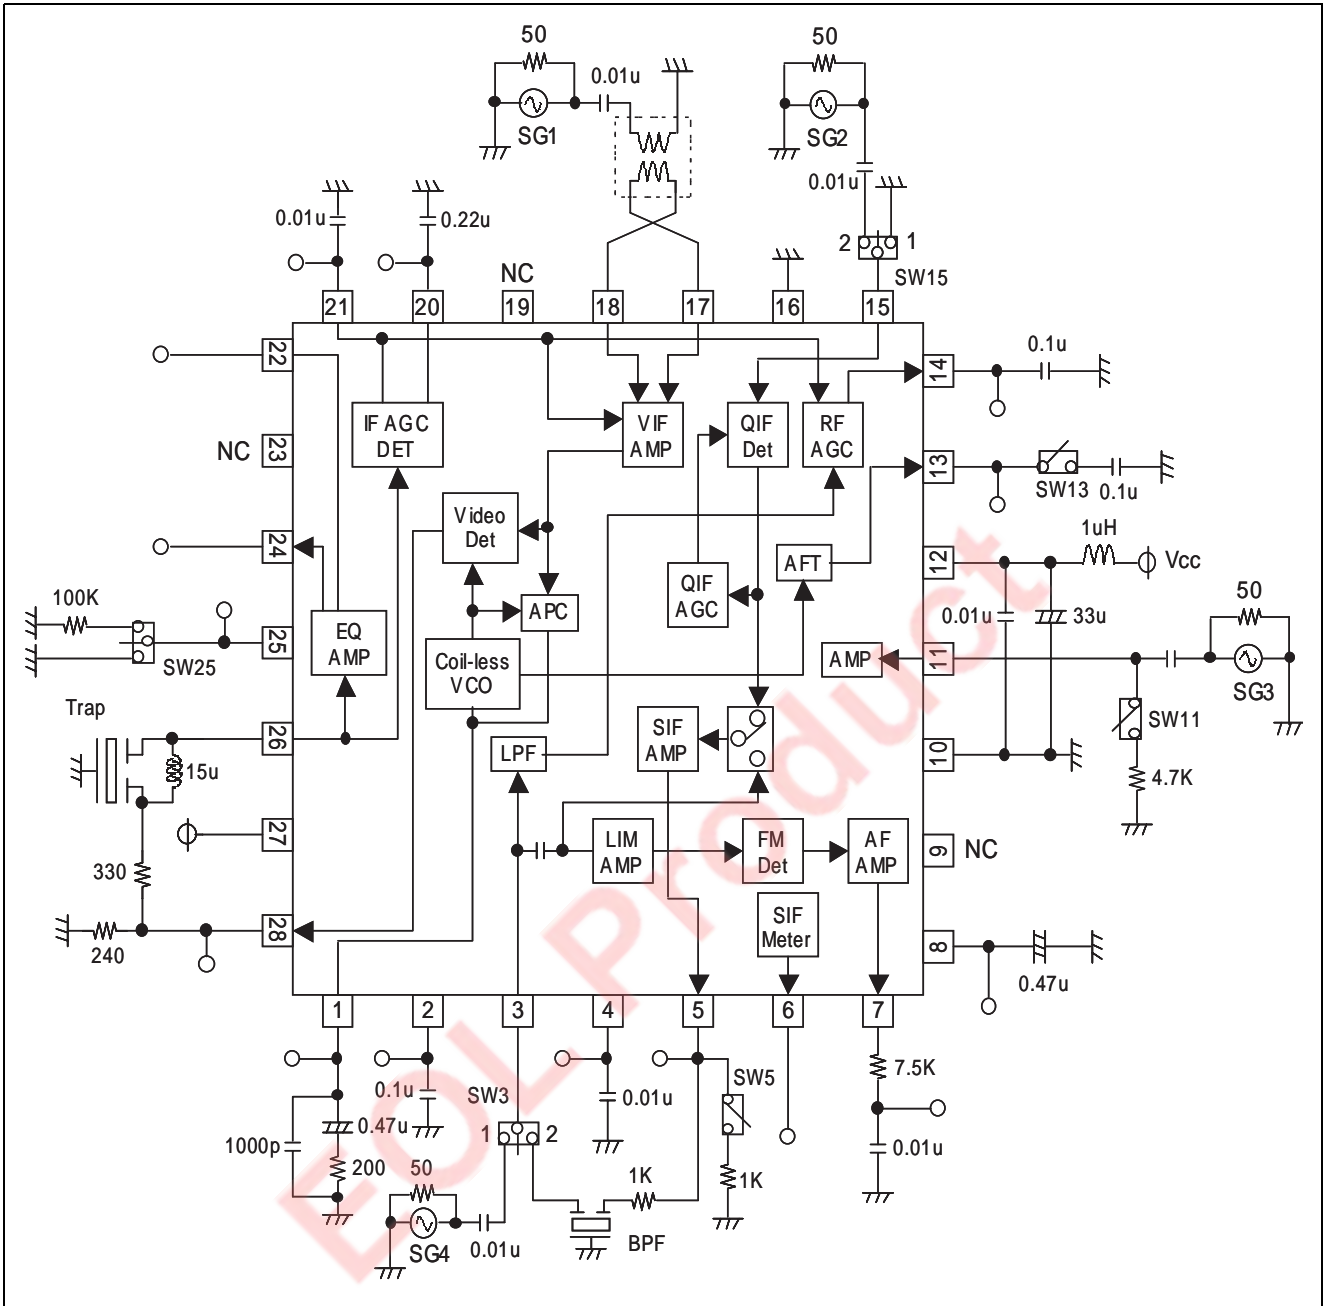 50
50
0.01u
SG1
SG2
0.01u
0.01u
0.22u
2
1
NC
SW15
21
20
19
18
17
16
15
22
14
0.1u
IF AGC
DET
VIF
AMP
QIF
Det
RF
AGC
NC
23
13
SW13
0.1u
Video
Det
1uH
24
AFT
12
Vcc
100K
APC
QIF
AGC
0.01u
33u
50
EQ
AMP
25
SW25
Coil-less
VCO
AMP
11
SG3
Trap
26
SIF
AMP
SW11
LPF
10
15u
4.7K
27
LIM
AMP
FM
Det
AF
AMP
9
NC
330
28
SIF
Meter
8
240
0.47u
1
2
3
4
5
6
7
7.5K
SW5
0.1u
SW3
0.01u
0.47u
1
2
1000p
0.01u
200
50
1K
1K
SG4
0.01u
BPF
EOL Product